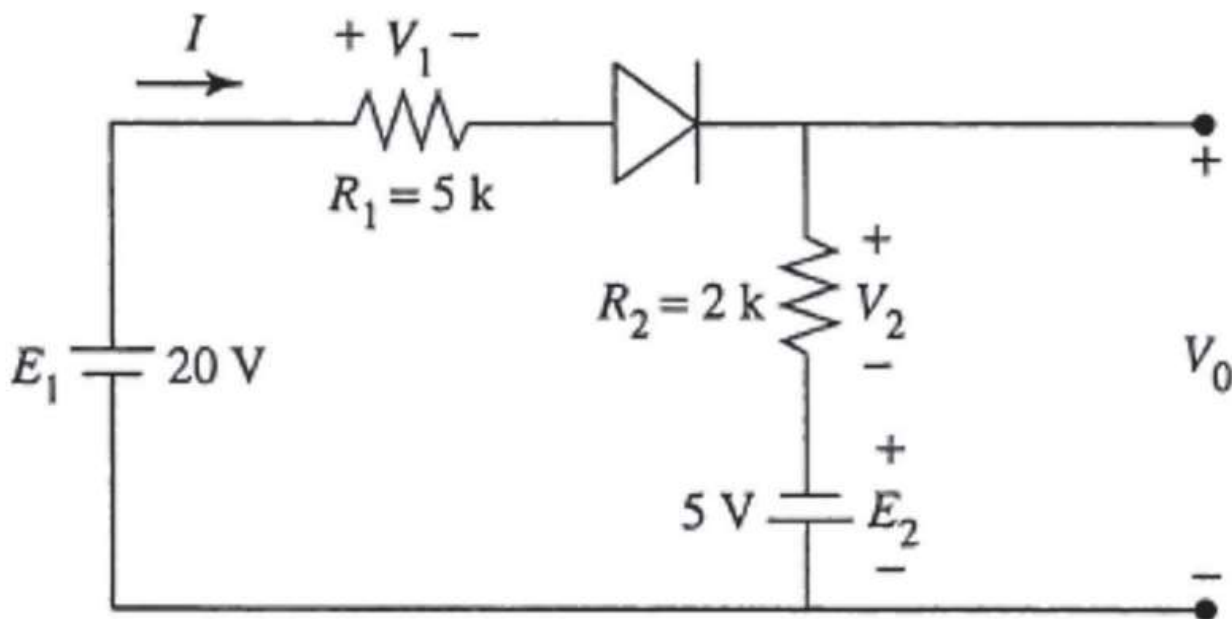 I
+ V₁ −
R₁ = 5 k
+
R₂ = 2 k V₂
−
E₁ 20 V
V₀
+
5 V E₂
−
−